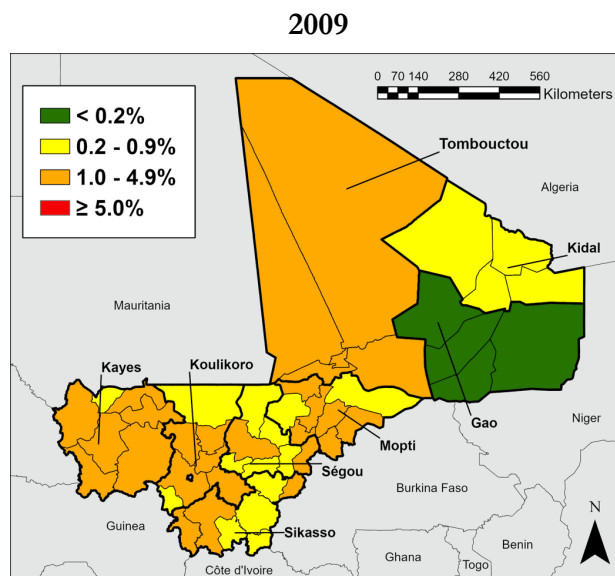 2009
0 70 140 280 420 560
Kilometers
< 0.2%
0.2 - 0.9%
1.0 - 4.9%
≥ 5.0%
Tombouctou
Algeria
Kidal
Mauritania
Kayes
Koulikoro
Gao
Niger
Mopti
Ségou
Burkina Faso
Guinea
Sikasso
N
Benin
Ghana
Togo
Côte d'Ivoire